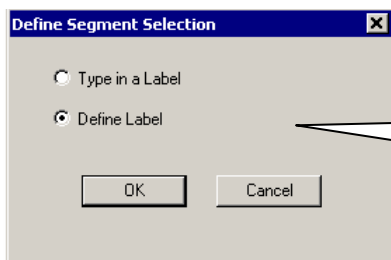 Define Segment Selection
Type in a Label
Define Label
OK Cancel